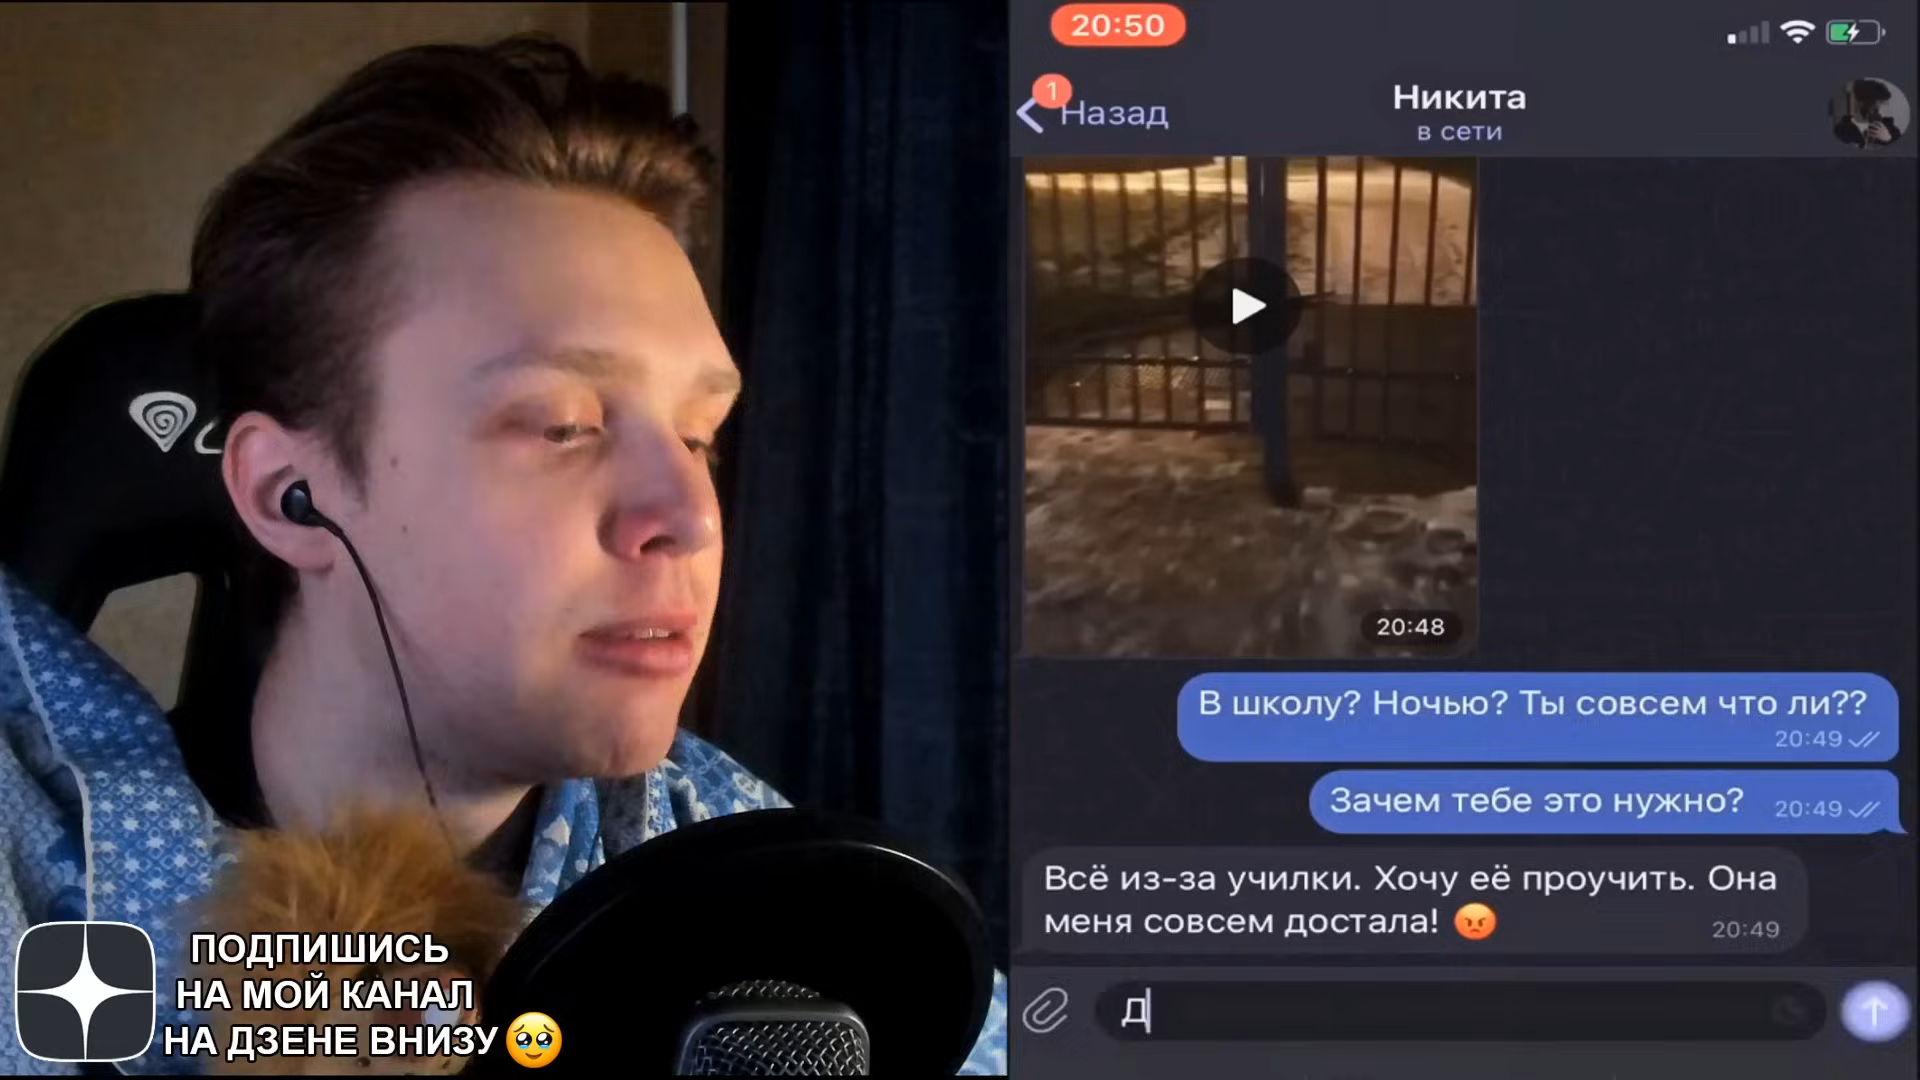 20:50
1
Назад
Никита
в сети
20:48
В школу? Ночью? Ты совсем что ли??
20:49
Зачем тебе это нужно?
20:49
Всё из-за училки. Хочу её проучить. Она
меня совсем достала! 😡
20:49
Д
ПОДПИШИСЬ
НА МОЙ КАНАЛ
НА ДЗЕНЕ ВНИЗУ🥹